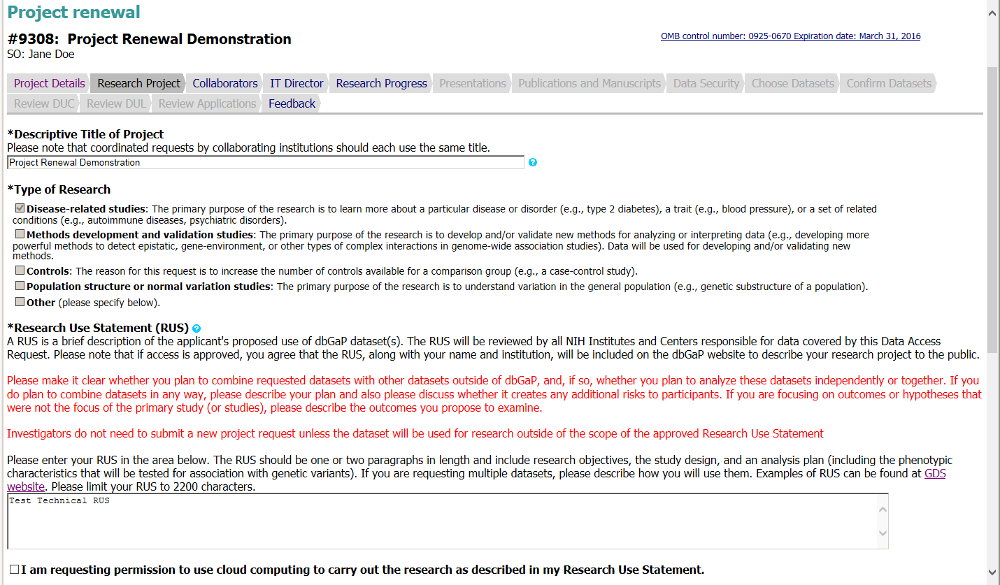 Project renewal
#9308:  Project Renewal Demonstration
OMB control number: 0925-0670 Expiration date: March 31, 2016
SO: Jane Doe
Project Details Research Project Collaborators IT Director Research Progress Presentations Publications and Manuscripts Data Security Choose Datasets Confirm Datasets
Review DUC Review DUL Review Applications Feedback
*Descriptive Title of Project
Please note that coordinated requests by collaborating institutions should each use the same title.
Project Renewal Demonstration ?
*Type of Research
Disease-related studies: The primary purpose of the research is to learn more about a particular disease or disorder (e.g., type 2 diabetes), a trait (e.g., blood pressure), or a set of related
conditions (e.g., autoimmune diseases, psychiatric disorders).
Methods development and validation studies: The primary purpose of the research is to develop and/or validate new methods for analyzing or interpreting data (e.g., developing more
powerful methods to detect epistatic, gene-environment, or other types of complex interactions in genome-wide association studies). Data will be used for developing and/or validating new
methods.
Controls: The reason for this request is to increase the number of controls available for a comparison group (e.g., a case-control study).
Population structure or normal variation studies: The primary purpose of the research is to understand variation in the general population (e.g., genetic substructure of a population).
Other (please specify below).
*Research Use Statement (RUS) ?
A RUS is a brief description of the applicant's proposed use of dbGaP dataset(s). The RUS will be reviewed by all NIH Institutes and Centers responsible for data covered by this Data Access
Request. Please note that if access is approved, you agree that the RUS, along with your name and institution, will be included on the dbGaP website to describe your research project to the public.
Please make it clear whether you plan to combine requested datasets with other datasets outside of dbGaP, and, if so, whether you plan to analyze these datasets independently or together. If you
do plan to combine datasets in any way, please describe your plan and also please discuss whether it creates any additional risks to participants. If you are focusing on outcomes or hypotheses that
were not the focus of the primary study (or studies), please describe the outcomes you propose to examine.
Investigators do not need to submit a new project request unless the dataset will be used for research outside of the scope of the approved Research Use Statement
Please enter your RUS in the area below. The RUS should be one or two paragraphs in length and include research objectives, the study design, and an analysis plan (including the phenotypic
characteristics that will be tested for association with genetic variants). If you are requesting multiple datasets, please describe how you will use them. Examples of RUS can be found at GDS
website. Please limit your RUS to 2200 characters.
Test Technical RUS
I am requesting permission to use cloud computing to carry out the research as described in my Research Use Statement.